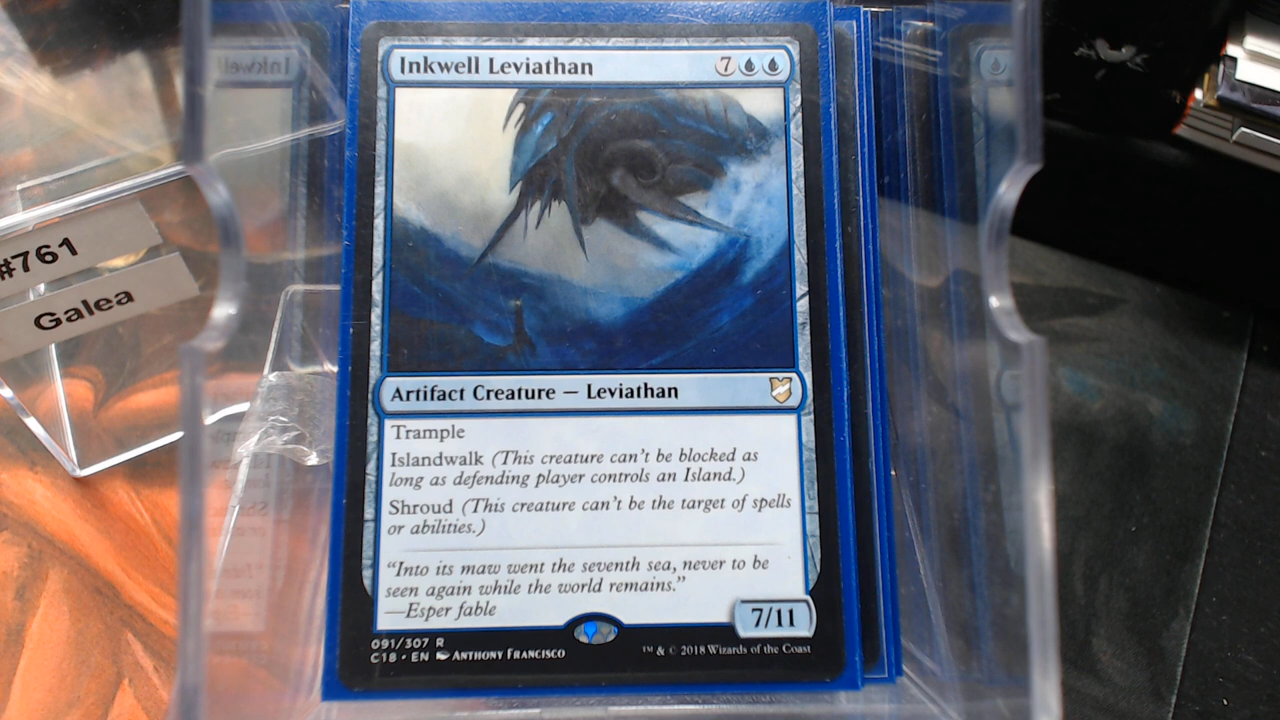 #761
Galea
Inkwell Leviathan
7
Artifact Creature — Leviathan
Trample
Islandwalk (This creature can't be blocked as
long as defending player controls an Island.)
Shroud (This creature can't be the target of spells
or abilities.)
"Into its maw went the seventh sea, never to be
seen again while the world remains."
—Esper fable
7/11
091/307 R
C18 • EN Anthony Francisco
™ & © 2018 Wizards of the Coast